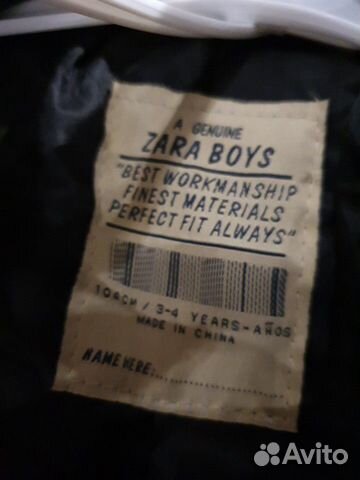 A GENUINE
ZARA BOYS
"BEST WORKMANSHIP
FINEST MATERIALS
PERFECT FIT ALWAYS"
104CM / 3-4 YEARS-AÑOS
MADE IN CHINA
NAME HERE:..................
Avito